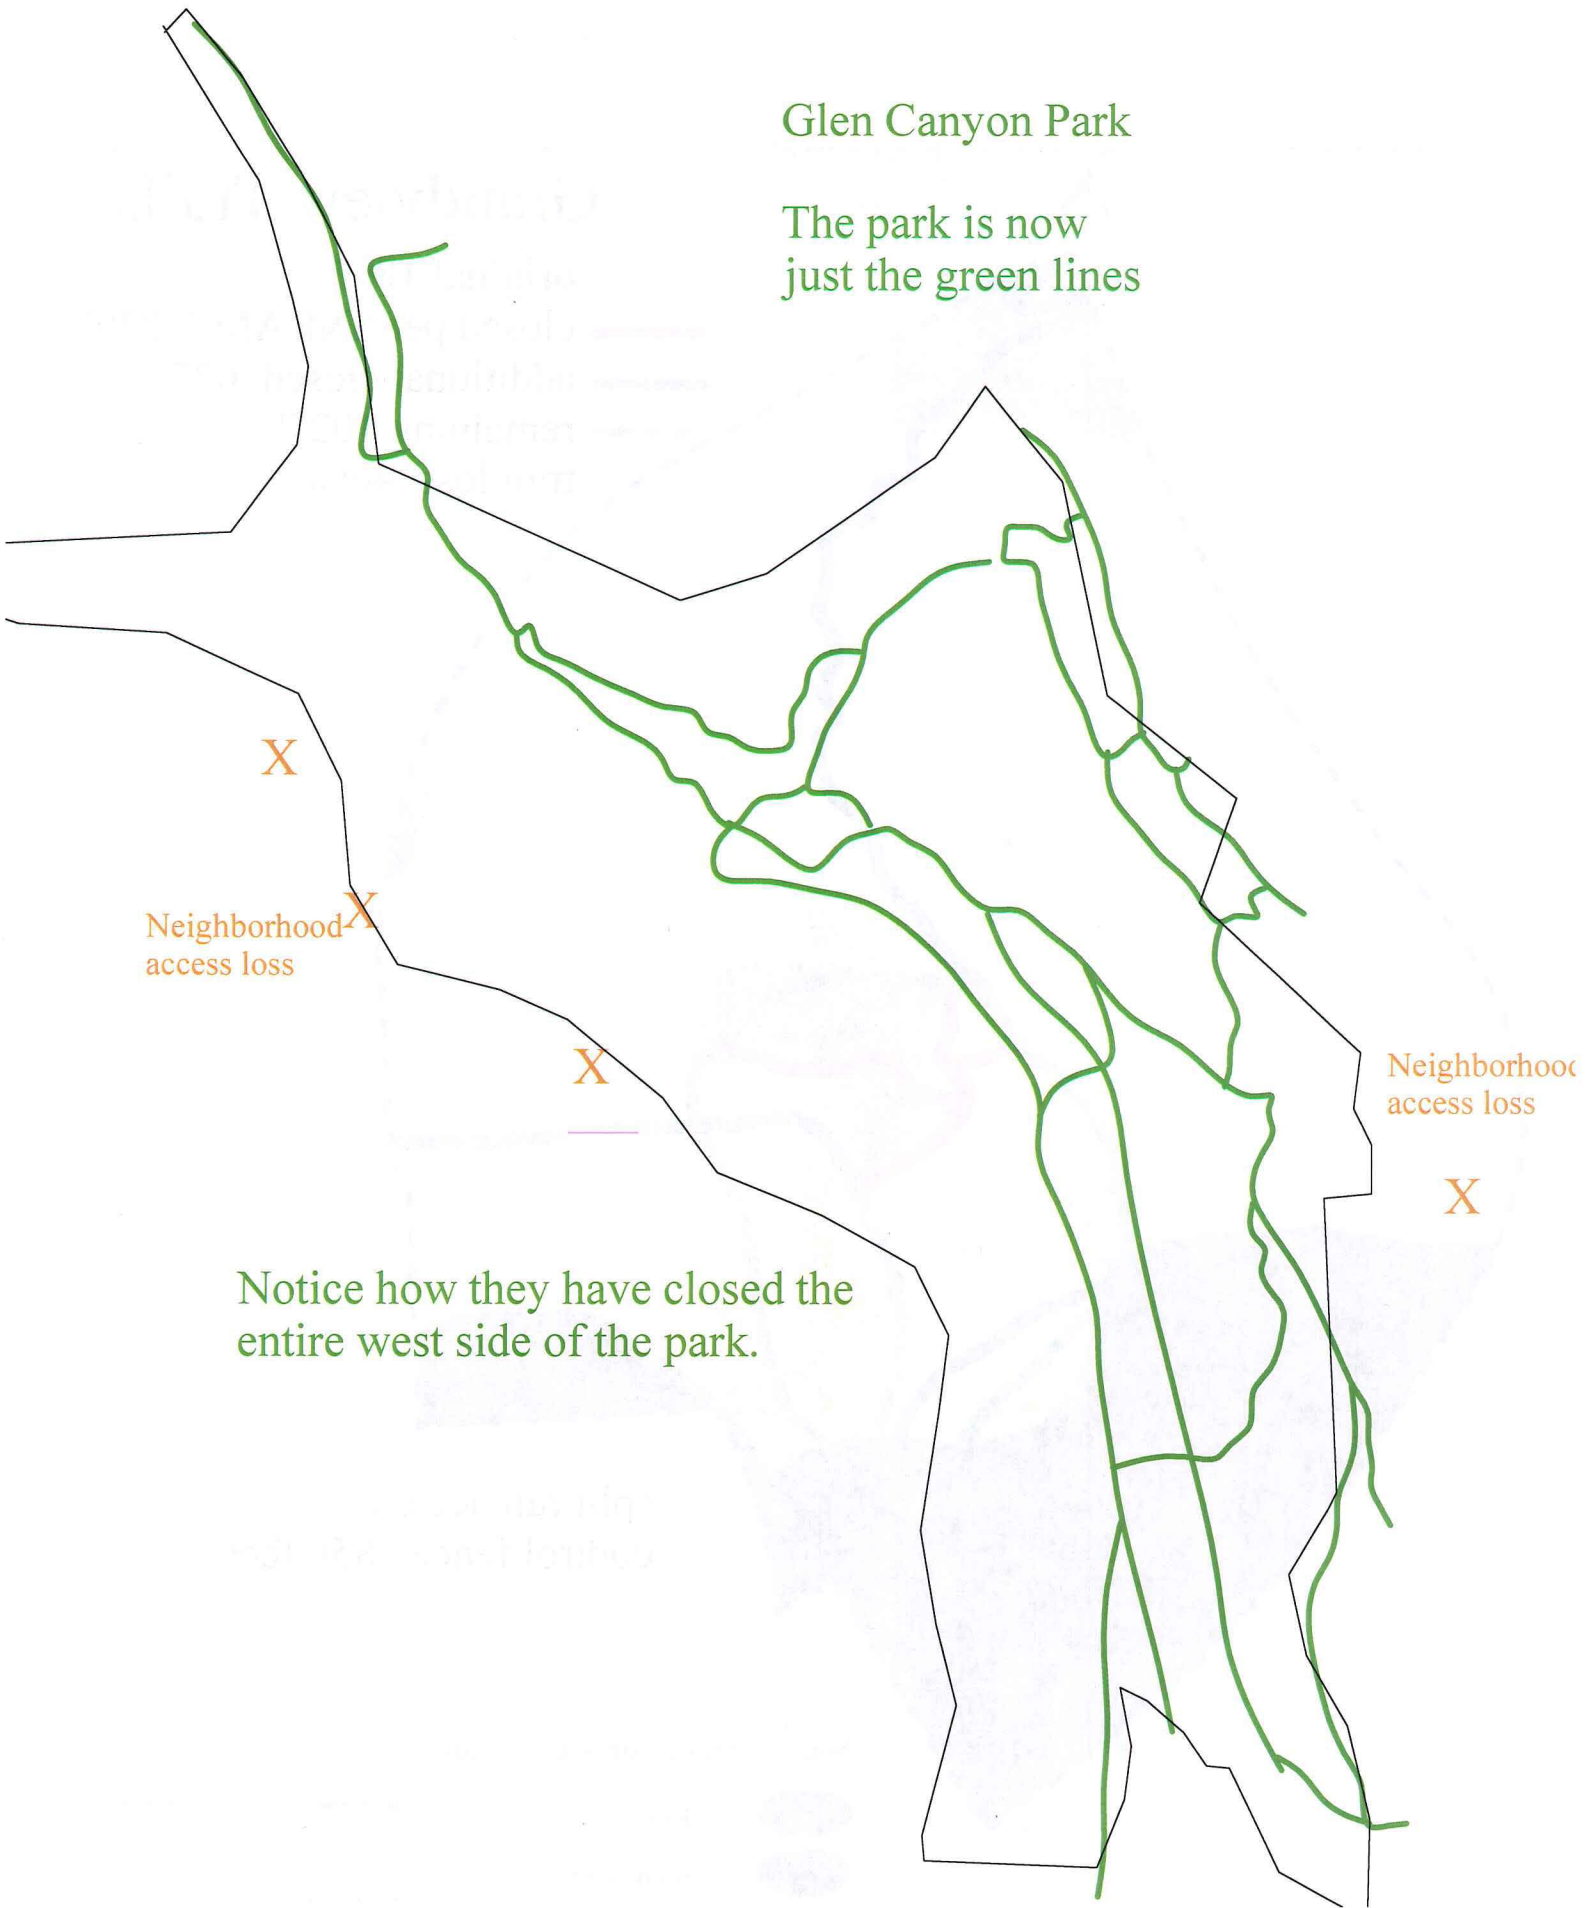 Glen Canyon Park
The park is now
just the green lines
X
X
Neighborhood
access loss
X
Neighborhood
access loss
X
Notice how they have closed the
entire west side of the park.